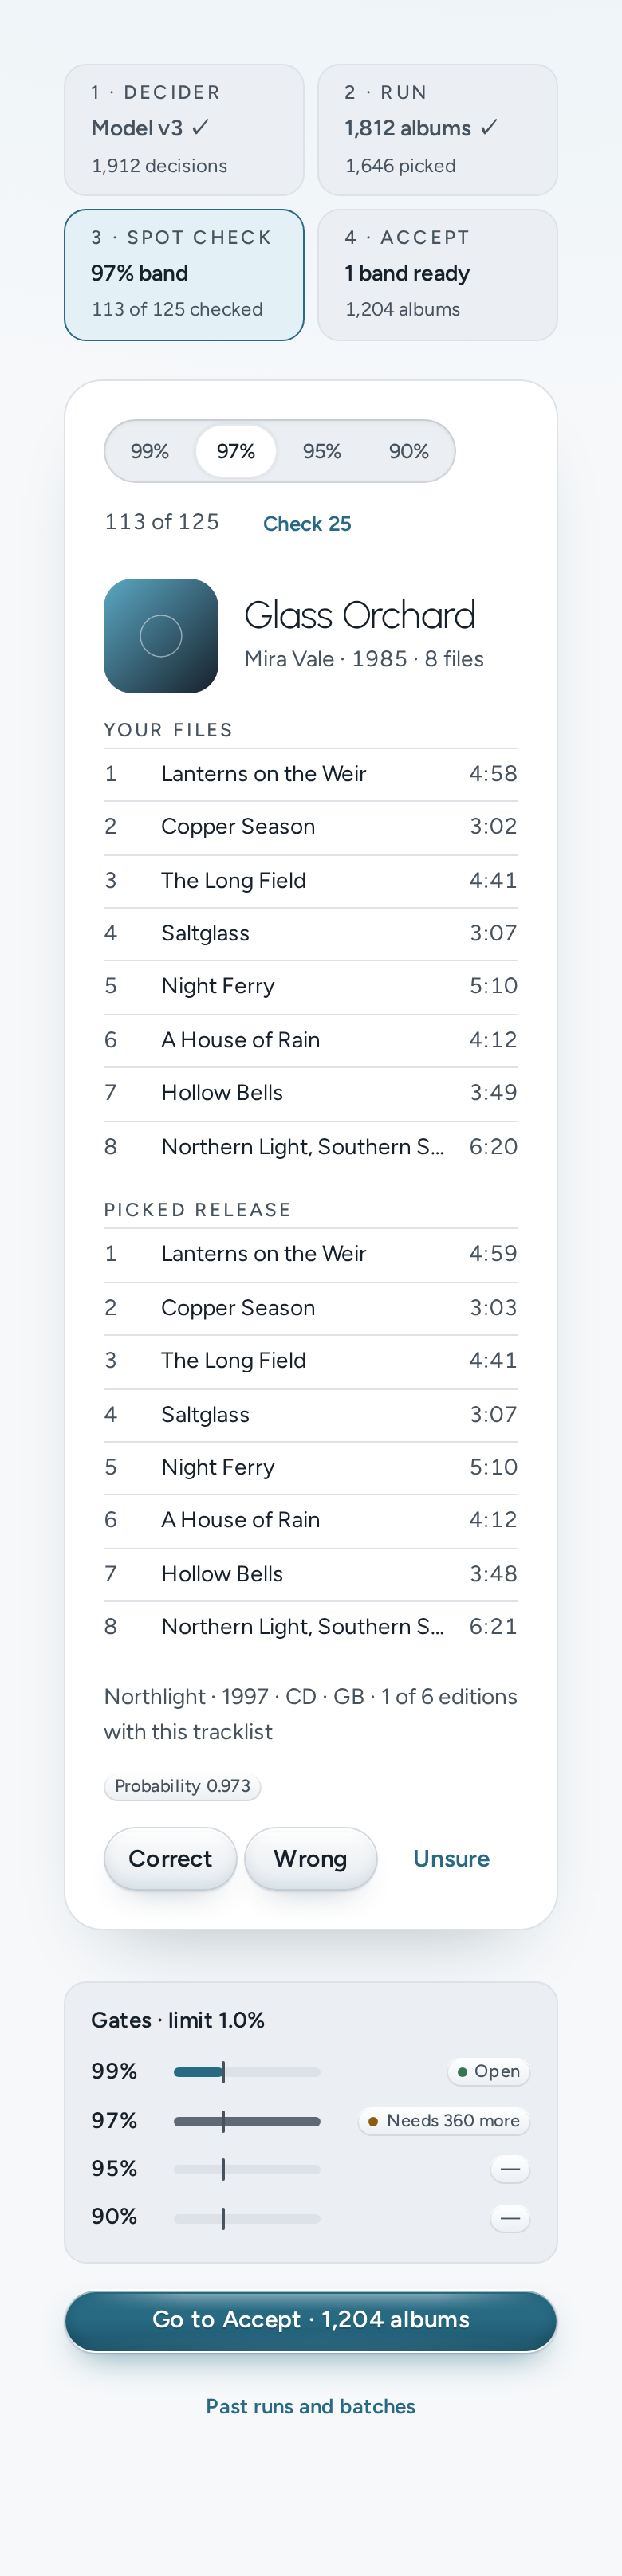 1 · DECIDER
Model v3 ✓
1,912 decisions
2 · RUN
1,812 albums ✓
1,646 picked
3 · SPOT CHECK
97% band
113 of 125 checked
4 · ACCEPT
1 band ready
1,204 albums
99% 97% 95% 90%
113 of 125 Check 25
Glass Orchard
Mira Vale · 1985 · 8 files
YOUR FILES
1 Lanterns on the Weir 4:58
2 Copper Season 3:02
3 The Long Field 4:41
4 Saltglass 3:07
5 Night Ferry 5:10
6 A House of Rain 4:12
7 Hollow Bells 3:49
8 Northern Light, Southern S... 6:20
PICKED RELEASE
1 Lanterns on the Weir 4:59
2 Copper Season 3:03
3 The Long Field 4:41
4 Saltglass 3:07
5 Night Ferry 5:10
6 A House of Rain 4:12
7 Hollow Bells 3:48
8 Northern Light, Southern S... 6:21
Northlight · 1997 · CD · GB · 1 of 6 editions
with this tracklist
Probability 0.973
Correct Wrong Unsure
Gates · limit 1.0%
99% Open
97% Needs 360 more
95% —
90% —
Go to Accept · 1,204 albums
Past runs and batches